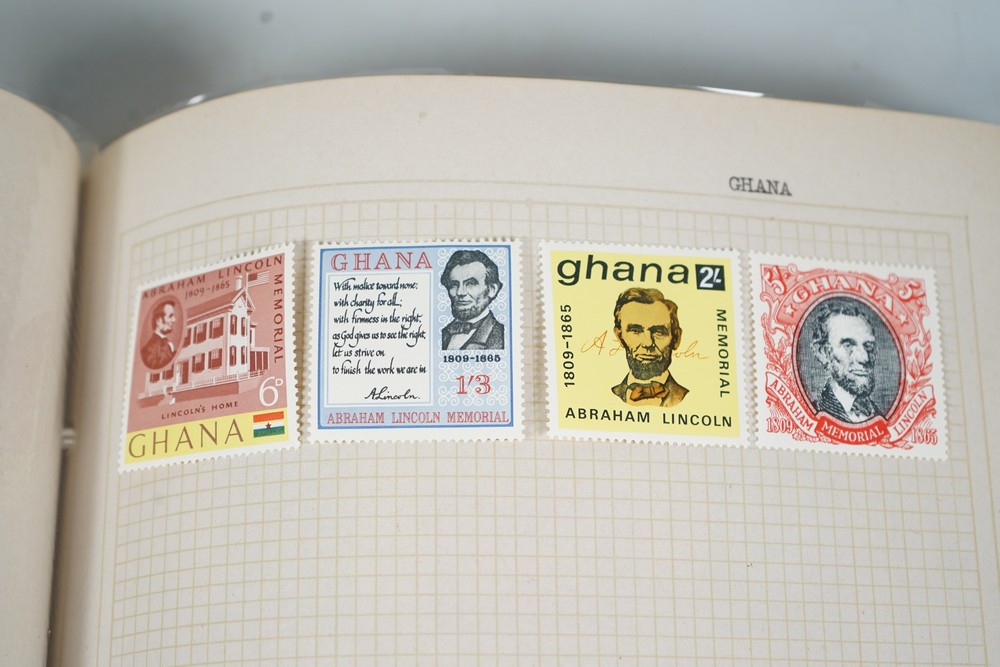 GHANA
ABRAHAM LINCOLN MEMORIAL
1809-1865
6D
LINCOLN'S HOME
GHANA
GHANA
With malice toward none;
with charity for all;
with firmness in the right,
as God gives us to see the right,
let us strive on
to finish the work we are in.
A. Lincoln.
1809-1865
1/3
ABRAHAM LINCOLN MEMORIAL
ghana 2/-
1809-1865
MEMORIAL
ABRAHAM LINCOLN
GHANA
5/-
ABRAHAM
MEMORIAL
LINCOLN
1809
1865